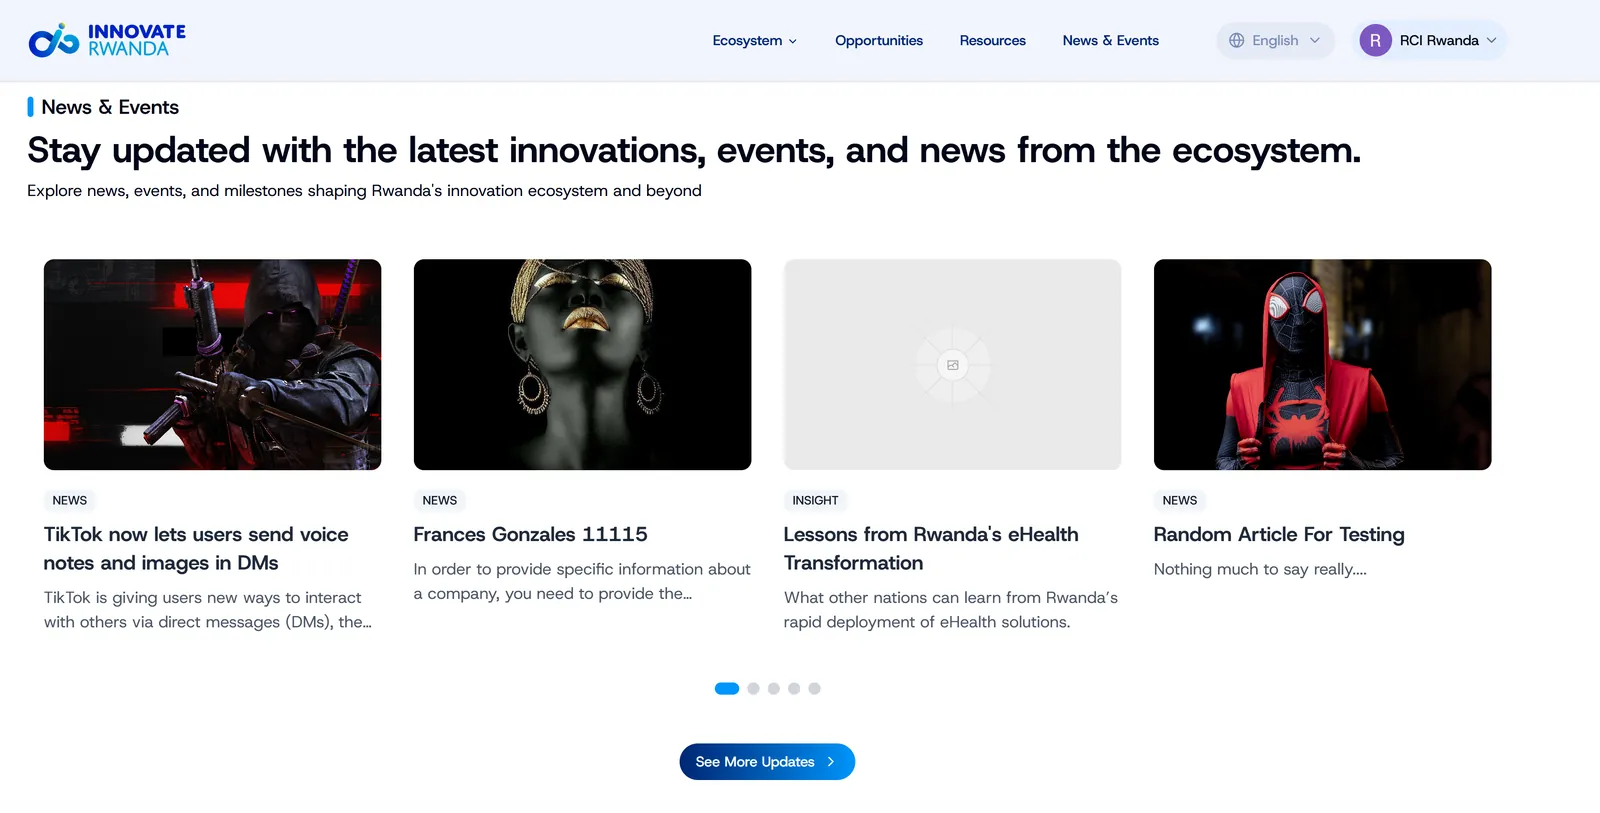 INNOVATE
RWANDA
Ecosystem
Opportunities
Resources
News & Events
English
R
RCI Rwanda
News & Events
Stay updated with the latest innovations, events, and news from the ecosystem.
Explore news, events, and milestones shaping Rwanda's innovation ecosystem and beyond
NEWS
TikTok now lets users send voice
notes and images in DMs
TikTok is giving users new ways to interact
with others via direct messages (DMs), the...
NEWS
Frances Gonzales 11115
In order to provide specific information about
a company, you need to provide the...
INSIGHT
Lessons from Rwanda's eHealth
Transformation
What other nations can learn from Rwanda’s
rapid deployment of eHealth solutions.
NEWS
Random Article For Testing
Nothing much to say really....
See More Updates